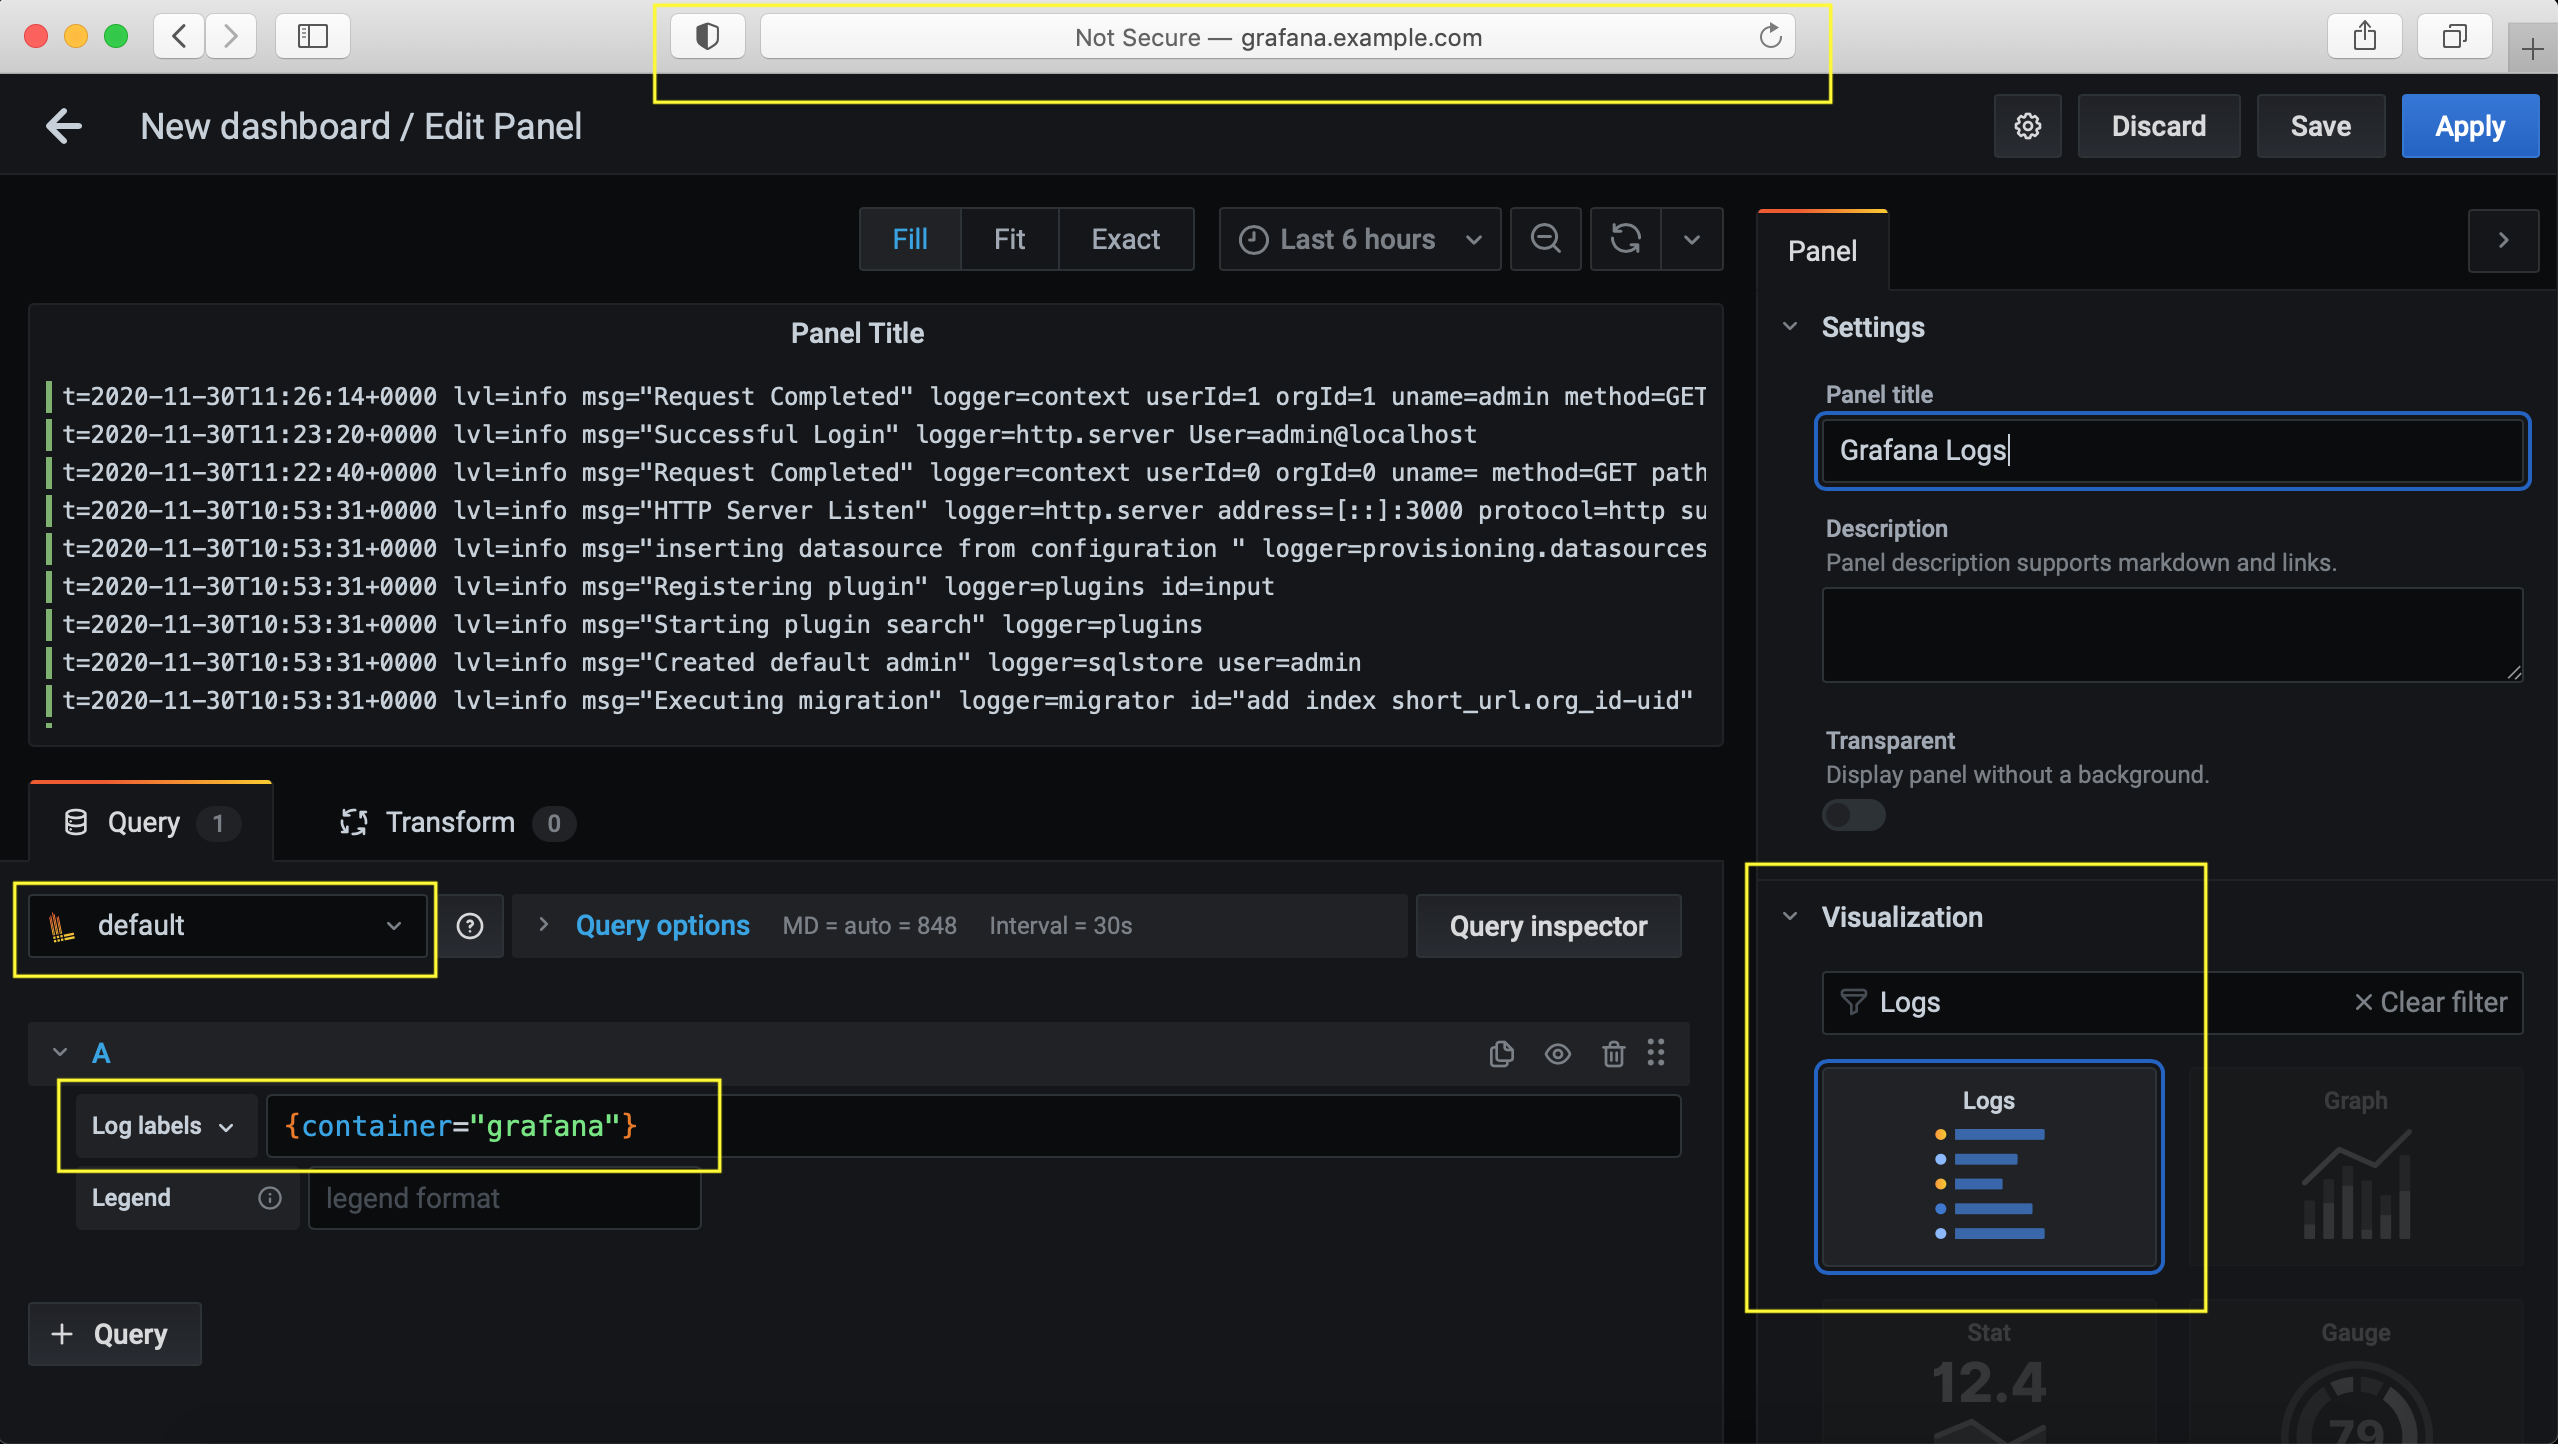 Not Secure — grafana.example.com
New dashboard / Edit Panel
Discard
Save
Apply
Fill
Fit
Exact
Last 6 hours
Panel
Panel Title
t=2020-11-30T11:26:14+0000 lvl=info msg="Request Completed" logger=context userId=1 orgId=1 uname=admin method=GET
t=2020-11-30T11:23:20+0000 lvl=info msg="Successful Login" logger=http.server User=admin@localhost
t=2020-11-30T11:22:40+0000 lvl=info msg="Request Completed" logger=context userId=0 orgId=0 uname= method=GET path
t=2020-11-30T10:53:31+0000 lvl=info msg="HTTP Server Listen" logger=http.server address=[::]:3000 protocol=http su
t=2020-11-30T10:53:31+0000 lvl=info msg="inserting datasource from configuration " logger=provisioning.datasources
t=2020-11-30T10:53:31+0000 lvl=info msg="Registering plugin" logger=plugins id=input
t=2020-11-30T10:53:31+0000 lvl=info msg="Starting plugin search" logger=plugins
t=2020-11-30T10:53:31+0000 lvl=info msg="Created default admin" logger=sqlstore user=admin
t=2020-11-30T10:53:31+0000 lvl=info msg="Executing migration" logger=migrator id="add index short_url.org_id-uid"
Query 1
Transform 0
default
Query options
MD = auto = 848
Interval = 30s
Query inspector
A
Log labels
{container="grafana"}
Legend
legend format
+ Query
Settings
Panel title
Grafana Logs
Description
Panel description supports markdown and links.
Transparent
Display panel without a background.
Visualization
Logs
Clear filter
Logs
Graph
Stat
Gauge
12.4
79